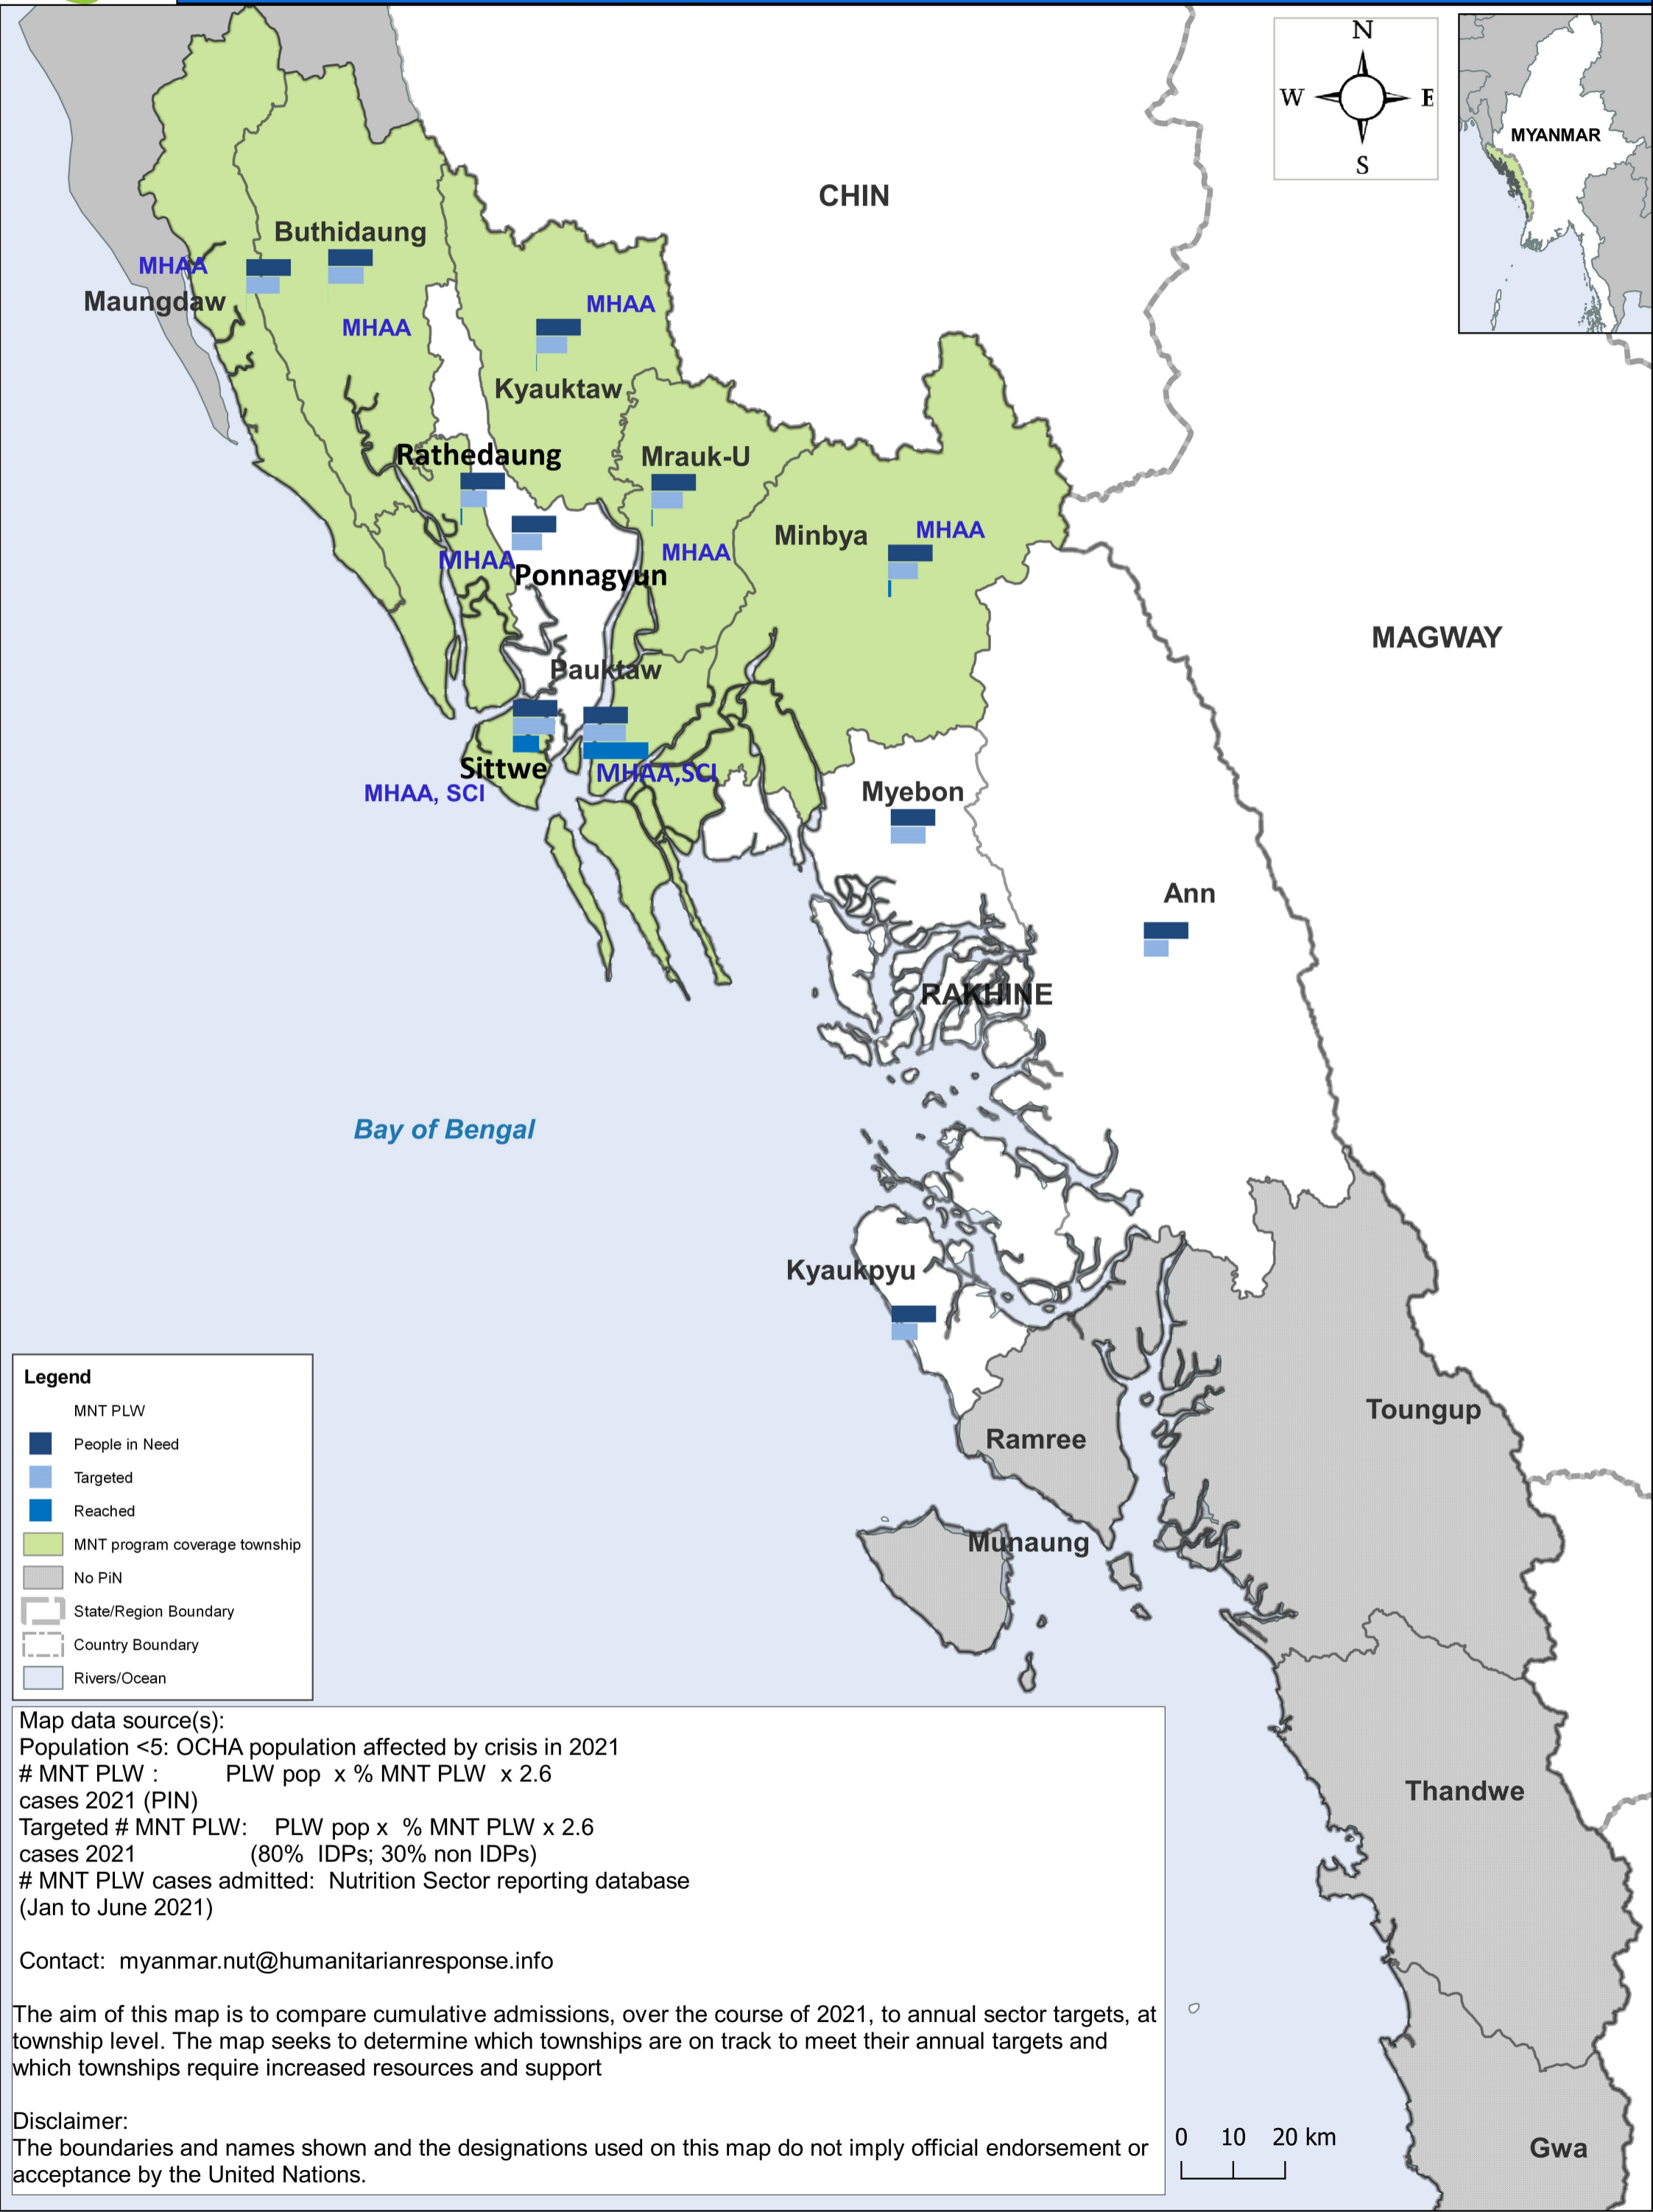 N
W E
S
MYANMAR
CHIN
Buthidaung
MHAA
Maungdaw
MHAA
MHAA
Kyauktaw
Rathedaung
Mrauk-U
Minbya
MHAA
MHAA
MHAA
Ponnagyun
MAGWAY
Pauktaw
Sittwe
MHAA,SCI
MHAA, SCI
Myebon
Ann
RAKHINE
Bay of Bengal
Kyaukpyu
Ramree
Toungup
Munaung
Thandwe
Gwa
Legend
MNT PLW
People in Need
Targeted
Reached
MNT program coverage township
No PiN
State/Region Boundary
Country Boundary
Rivers/Ocean
Map data source(s):
Population <5: OCHA population affected by crisis in 2021
# MNT PLW : PLW pop x % MNT PLW x 2.6
cases 2021 (PIN)
Targeted # MNT PLW: PLW pop x % MNT PLW x 2.6
cases 2021 (80% IDPs; 30% non IDPs)
# MNT PLW cases admitted: Nutrition Sector reporting database
(Jan to June 2021)
Contact: myanmar.nut@humanitarianresponse.info
The aim of this map is to compare cumulative admissions, over the course of 2021, to annual sector targets, at
township level. The map seeks to determine which townships are on track to meet their annual targets and
which townships require increased resources and support
Disclaimer:
The boundaries and names shown and the designations used on this map do not imply official endorsement or
acceptance by the United Nations.
0 10 20 km